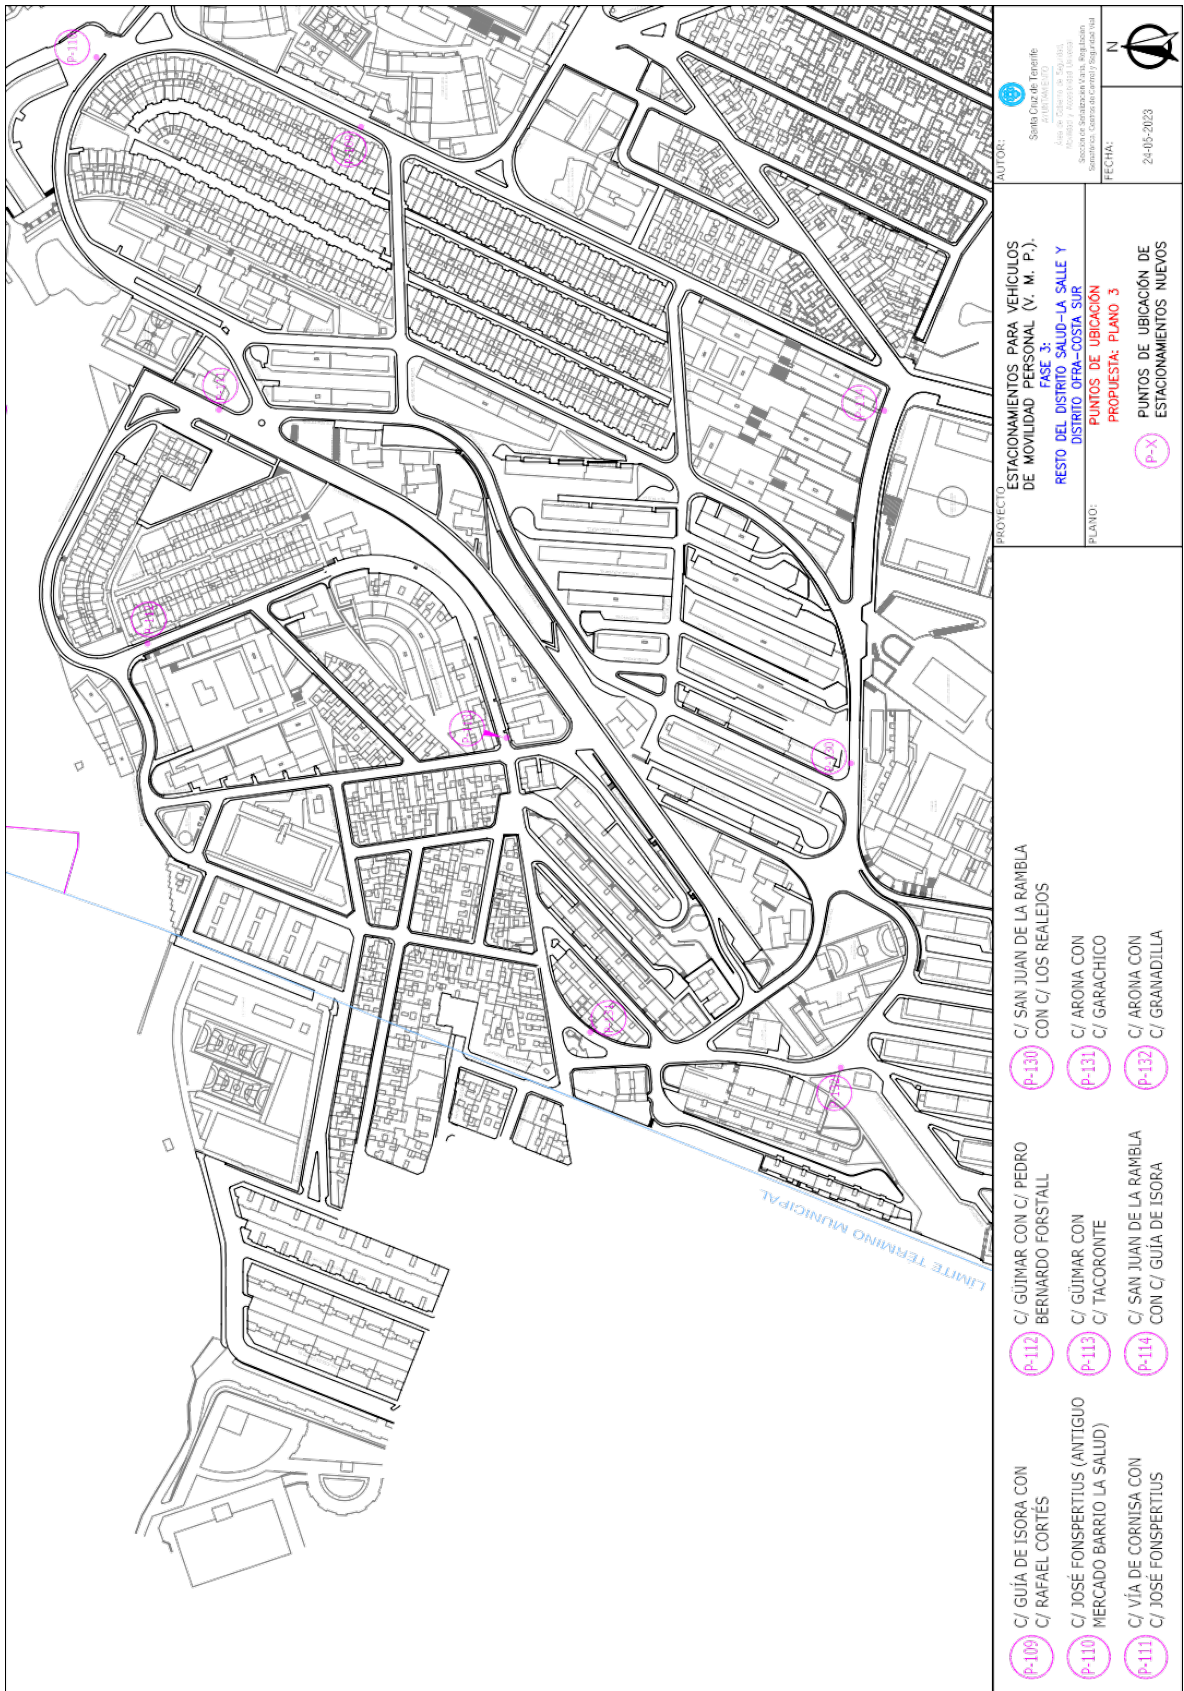 P-109
C/ GUÍA DE ISORA CON
C/ RAFAEL CORTÉS
P-110
C/ JOSÉ FONSPERTIUS (ANTIGUO
MERCADO BARRIO LA SALUD)
P-111
C/ VÍA DE CORNISA CON
C/ JOSÉ FONSPERTIUS
P-112
C/ GÜIMAR CON C/ PEDRO
BERNARDO FORSTALL
P-113
C/ GÜIMAR CON
C/ TACORONTE
P-114
C/ SAN JUAN DE LA RAMBLA
CON C/ GUÍA DE ISORA
P-130
C/ SAN JUAN DE LA RAMBLA
CON C/ LOS REALEJOS
P-131
C/ ARONA CON
C/ GARACHICO
P-132
C/ ARONA CON
C/ GRANADILLA
PROYECTO
ESTACIONAMIENTOS PARA VEHÍCULOS
DE MOVILIDAD PERSONAL (V. M. P.).
FASE 3:
RESTO DEL DISTRITO SALUD-LA SALLE Y
DISTRITO OFRA-COSTA SUR
PLANO:
PUNTOS DE UBICACIÓN
PROPUESTA: PLANO 3
P-X
PUNTOS DE UBICACIÓN DE
ESTACIONAMIENTOS NUEVOS
AUTOR:
Santa Cruz de Tenerife
AYUNTAMIENTO
FECHA:
24-05-2023
N
LIMITE TÉRMINO MUNICIPAL
P-114
P-130